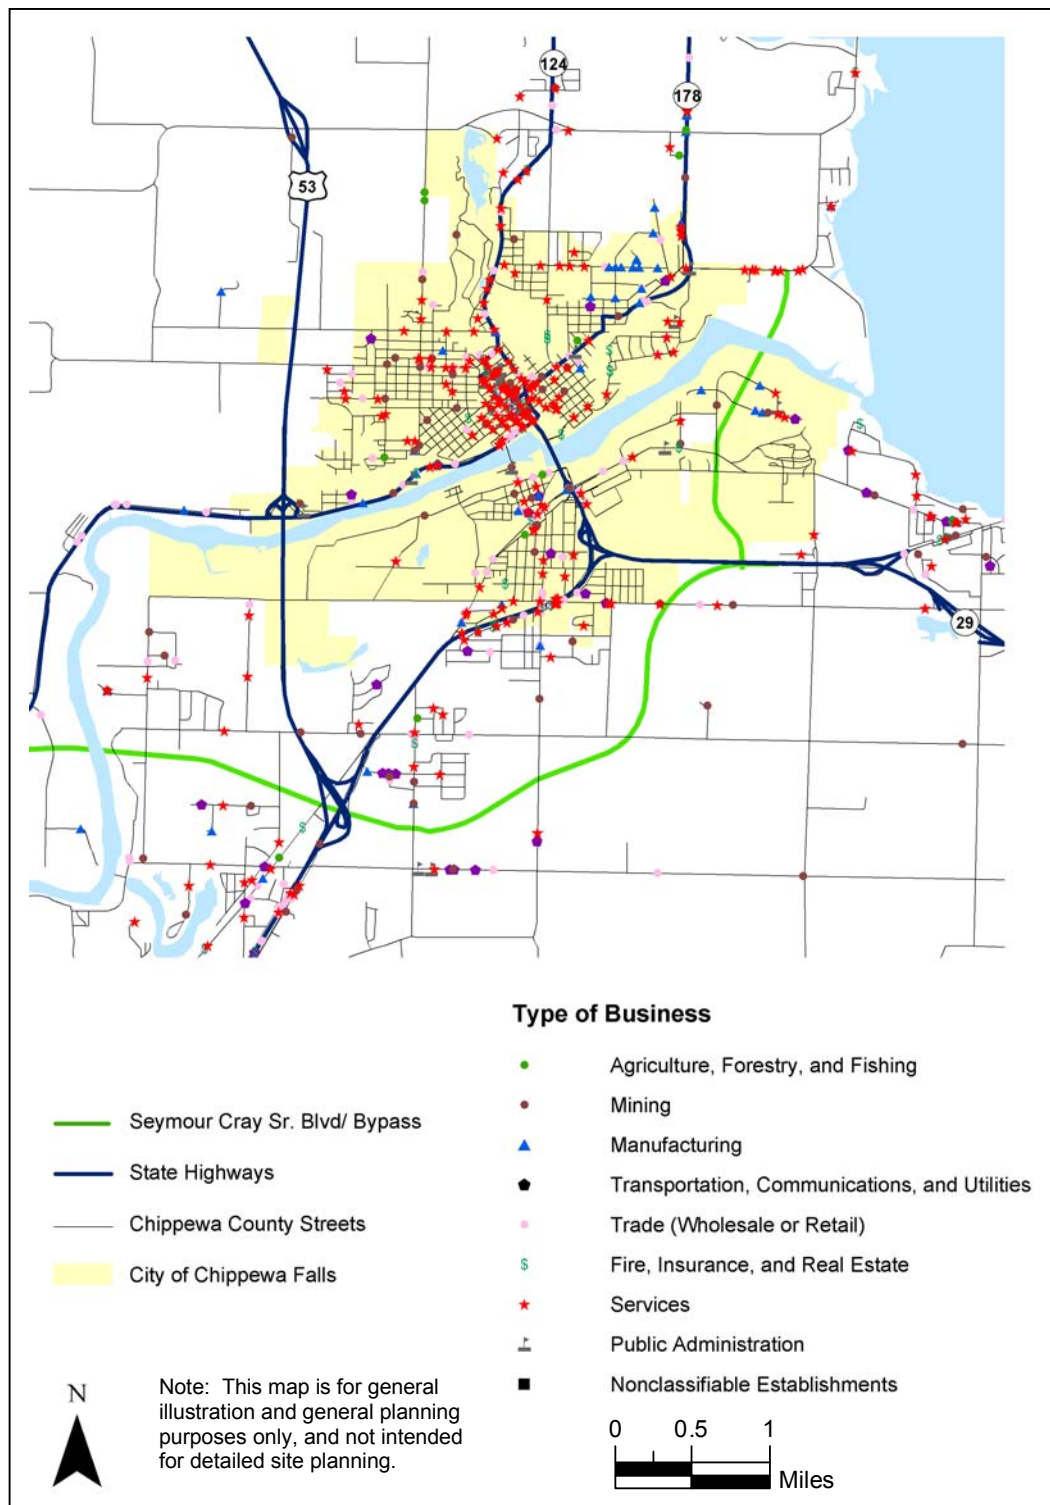 124
178
53
29
Type of Business
Agriculture, Forestry, and Fishing
Mining
Manufacturing
Transportation, Communications, and Utilities
Trade (Wholesale or Retail)
$ Fire, Insurance, and Real Estate
Services
Public Administration
Nonclassifiable Establishments
Seymour Cray Sr. Blvd/ Bypass
State Highways
Chippewa County Streets
City of Chippewa Falls
N
Note: This map is for general
illustration and general planning
purposes only, and not intended
for detailed site planning.
0 0.5 1
Miles